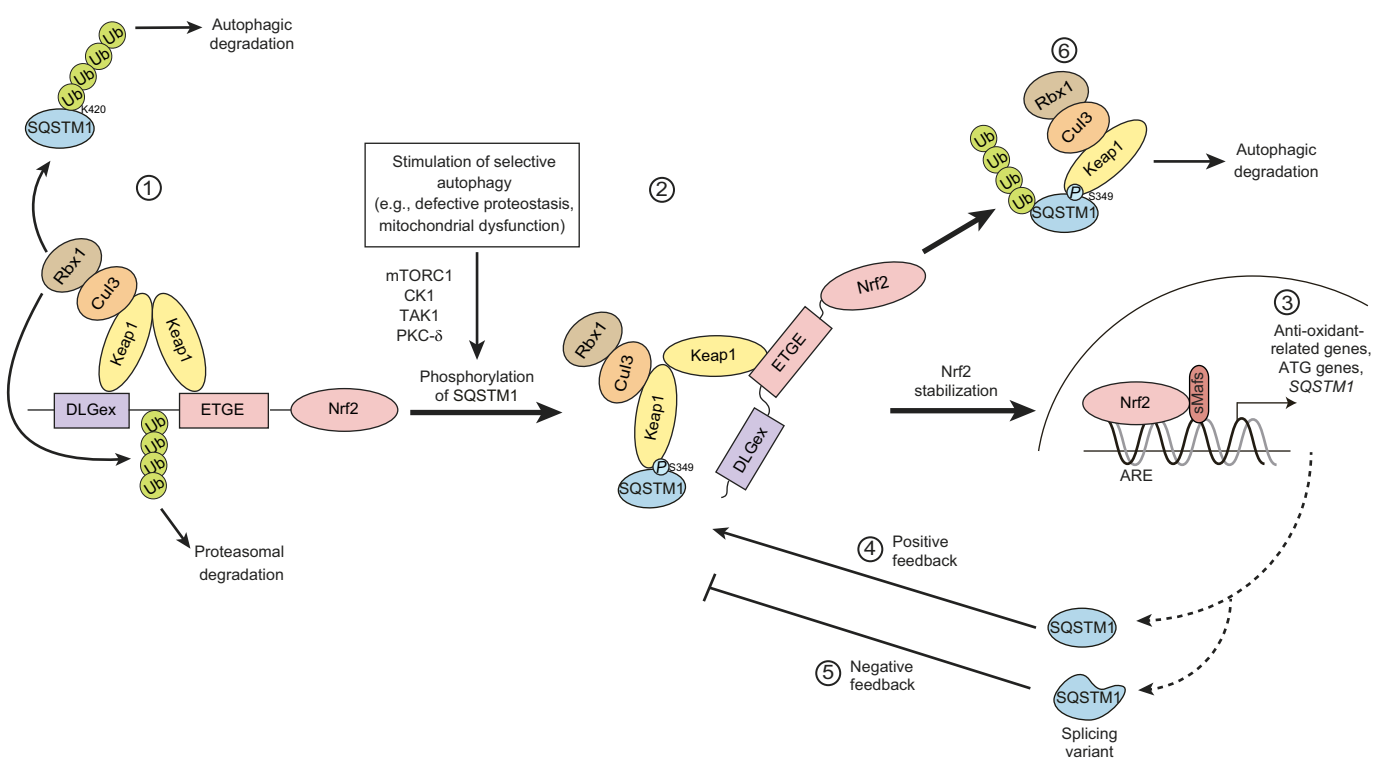 Autophagic
degradation
Ub
Ub
Ub
Ub
K420
SQSTM1
①
Rbx1
Cul3
Keap1
Keap1
DLGex
ETGE
Nrf2
Ub
Ub
Ub
Ub
Proteasomal
degradation
Stimulation of selective
autophagy
(e.g., defective proteostasis,
mitochondrial dysfunction)
mTORC1
CK1
TAK1
PKC-δ
Phosphorylation
of SQSTM1
②
Rbx1
Cul3
Keap1
Keap1
P
S349
SQSTM1
ETGE
DLGex
Nrf2
⑥
Rbx1
Cul3
Keap1
Ub
Ub
Ub
Ub
P
S349
SQSTM1
Autophagic
degradation
Nrf2
stabilization
③
Anti-oxidant-
related genes,
ATG genes,
SQSTM1
Nrf2
sMafs
ARE
④ Positive
feedback
SQSTM1
⑤ Negative
feedback
SQSTM1
Splicing
variant